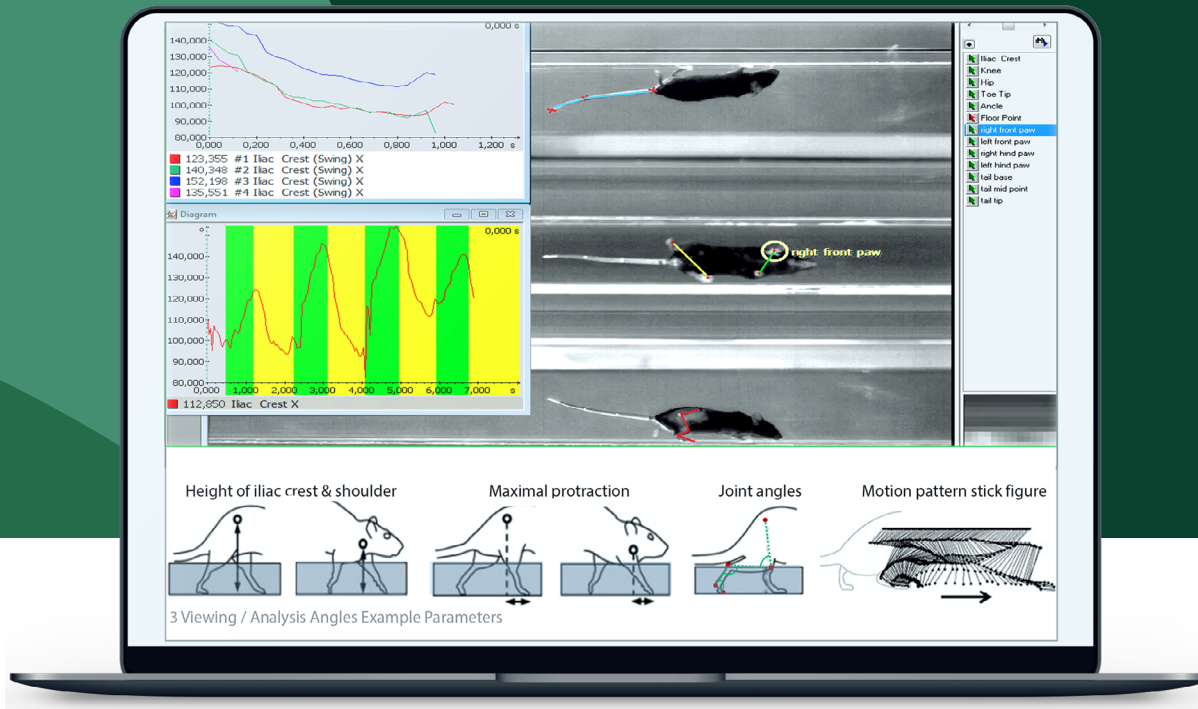 0,000 s
140,000
130,000
120,000
110,000
100,000
90,000
80,000
0,000 0,200 0,400 0,600 0,800 1,000 1,200 s
123,355 #1 Iliac Crest (Swing) X
140,348 #2 Iliac Crest (Swing) X
152,198 #3 Iliac Crest (Swing) X
135,551 #4 Iliac Crest (Swing) X
Diagram
0,000 s
°
140,000
130,000
120,000
110,000
100,000
90,000
80,000
0,000 1,000 2,000 3,000 4,000 5,000 6,000 7,000 s
112,850 Iliac Crest X
right front paw
Iliac Crest
Knee
Hip
Toe Tip
Ancle
Floor Point
right front paw
left front paw
right hind paw
left hind paw
tail base
tail mid point
tail tip
Height of iliac crest & shoulder
Maximal protraction
Joint angles
Motion pattern stick figure
3 Viewing / Analysis Angles Example Parameters